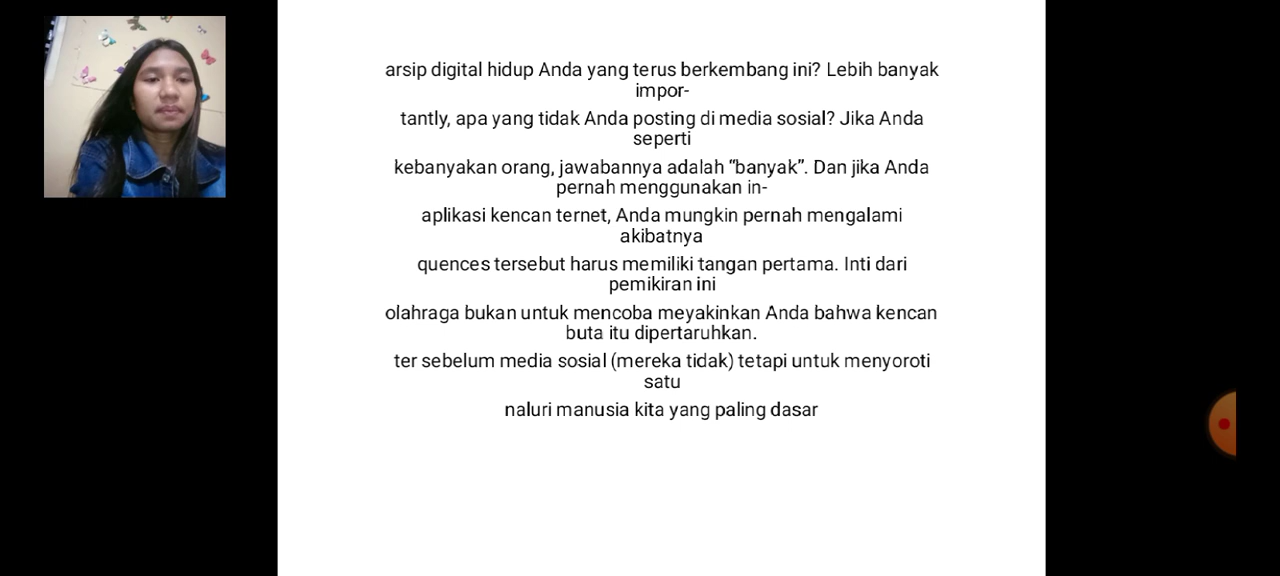 arsip digital hidup Anda yang terus berkembang ini? Lebih banyak
impor-
tantly, apa yang tidak Anda posting di media sosial? Jika Anda
seperti
kebanyakan orang, jawabannya adalah “banyak”. Dan jika Anda
pernah menggunakan in-
aplikasi kencan ternet, Anda mungkin pernah mengalami
akibatnya
quences tersebut harus memiliki tangan pertama. Inti dari
pemikiran ini
olahraga bukan untuk mencoba meyakinkan Anda bahwa kencan
buta itu dipertaruhkan.
ter sebelum media sosial (mereka tidak) tetapi untuk menyoroti
satu
naluri manusia kita yang paling dasar